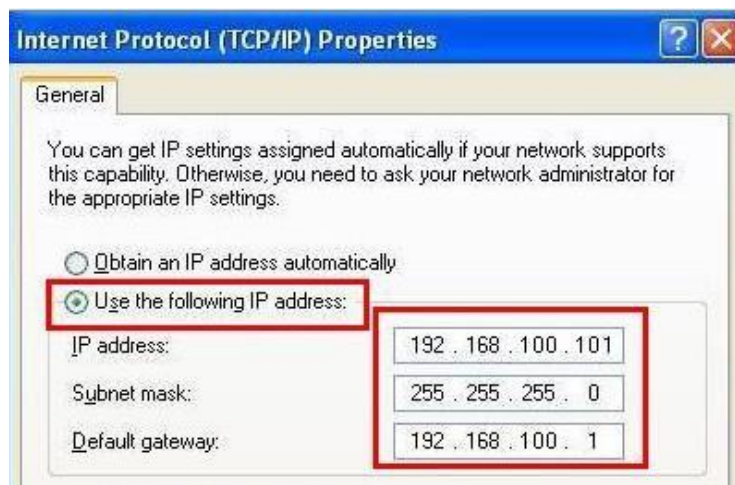 Internet Protocol (TCP/IP) Properties
General
You can get IP settings assigned automatically if your network supports
this capability. Otherwise, you need to ask your network administrator for
the appropriate IP settings.
Obtain an IP address automatically
Use the following IP address:
IP address: 192 . 168 . 100 . 101
Subnet mask: 255 . 255 . 255 . 0
Default gateway: 192 . 168 . 100 . 1